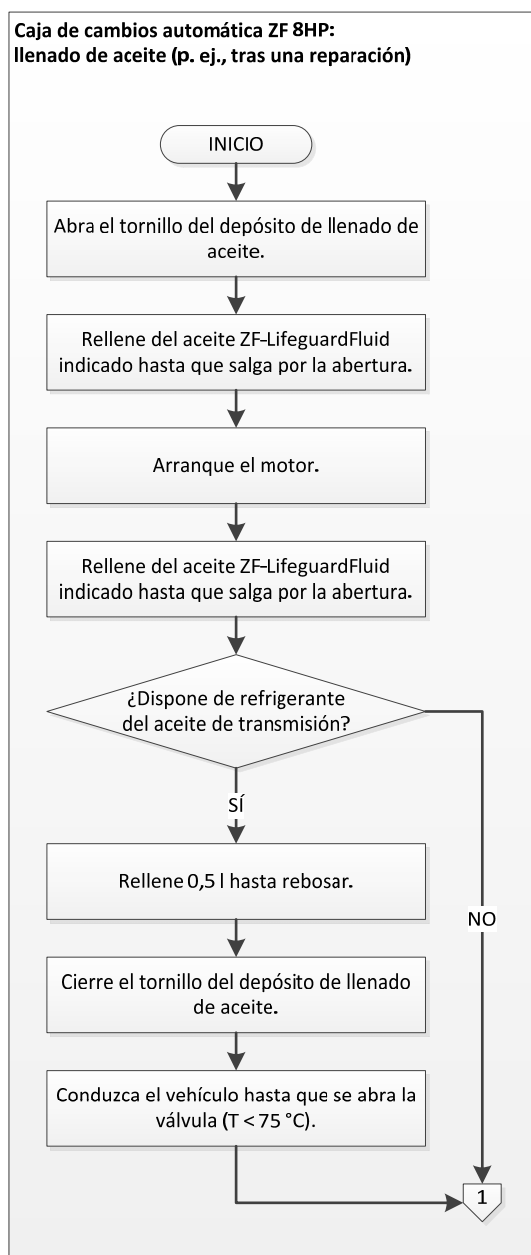 Caja de cambios automática ZF 8HP:
llenado de aceite (p. ej., tras una reparación)
INICIO
Abra el tornillo del depósito de llenado de
aceite.
Rellene del aceite ZF-LifeguardFluid
indicado hasta que salga por la abertura.
Arranque el motor.
Rellene del aceite ZF-LifeguardFluid
indicado hasta que salga por la abertura.
¿Dispone de refrigerante
del aceite de transmisión?
SÍ
Rellene 0,5 l hasta rebosar.
NO
Cierre el tornillo del depósito de llenado
de aceite.
Conduzca el vehículo hasta que se abra la
válvula (T < 75 °C).
1